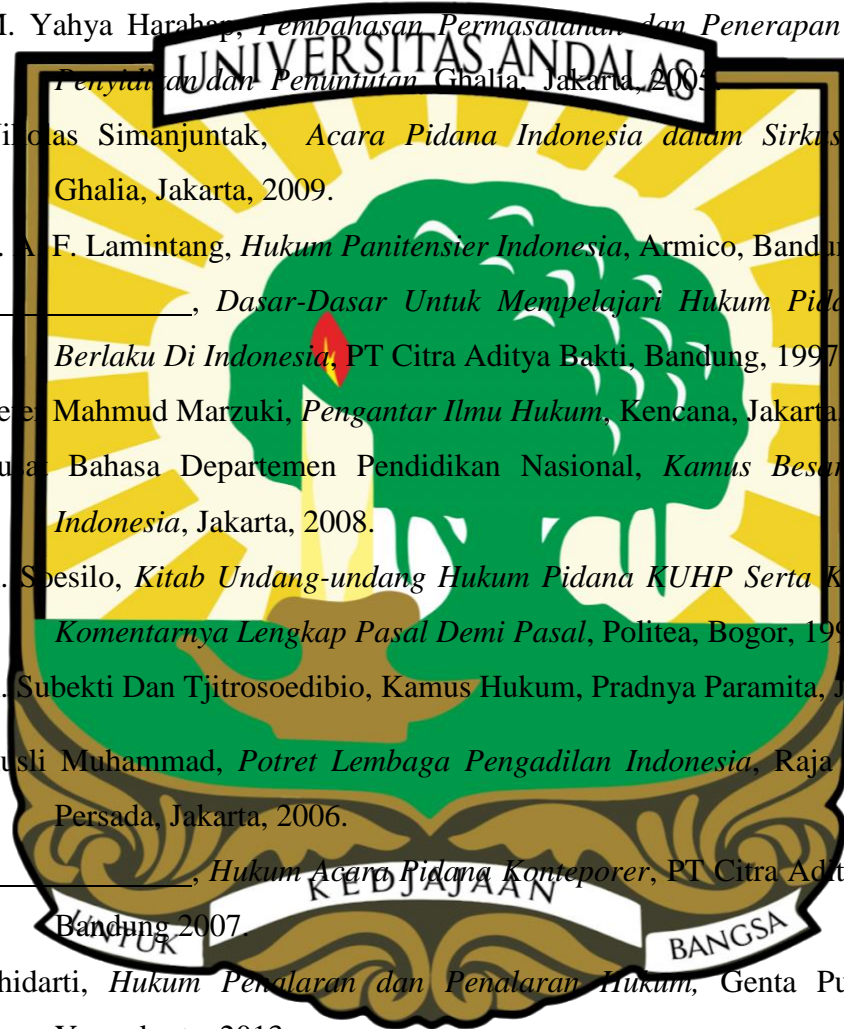 M. Yahya Harahap, Pembahasan Permasalahan dan Penerapan
UNIVERSITAS ANDALAS
Penyidikan dan Penuntutan, Ghalia, Jakarta, 2005.
Nikolas Simanjuntak, Acara Pidana Indonesia dalam Sirkus
Ghalia, Jakarta, 2009.
. A. F. Lamintang, Hukum Panitensier Indonesia, Armico, Bandu
, Dasar-Dasar Untuk Mempelajari Hukum Pida
Berlaku Di Indonesia, PT Citra Aditya Bakti, Bandung, 1997
eter Mahmud Marzuki, Pengantar Ilmu Hukum, Kencana, Jakarta,
usat Bahasa Departemen Pendidikan Nasional, Kamus Besar
Indonesia, Jakarta, 2008.
. Soesilo, Kitab Undang-undang Hukum Pidana KUHP Serta K
Komentarnya Lengkap Pasal Demi Pasal, Politea, Bogor, 199
. Subekti Dan Tjitrosoedibio, Kamus Hukum, Pradnya Paramita, J
usli Muhammad, Potret Lembaga Pengadilan Indonesia, Raja
Persada, Jakarta, 2006.
, Hukum Acara Pidana Konteporer, PT Citra Adit
KEDJAJAAN
Bandung 2007.
UNTUK
BANGSA
hidarti, Hukum Penalaran dan Penalaran Hukum, Genta Pu